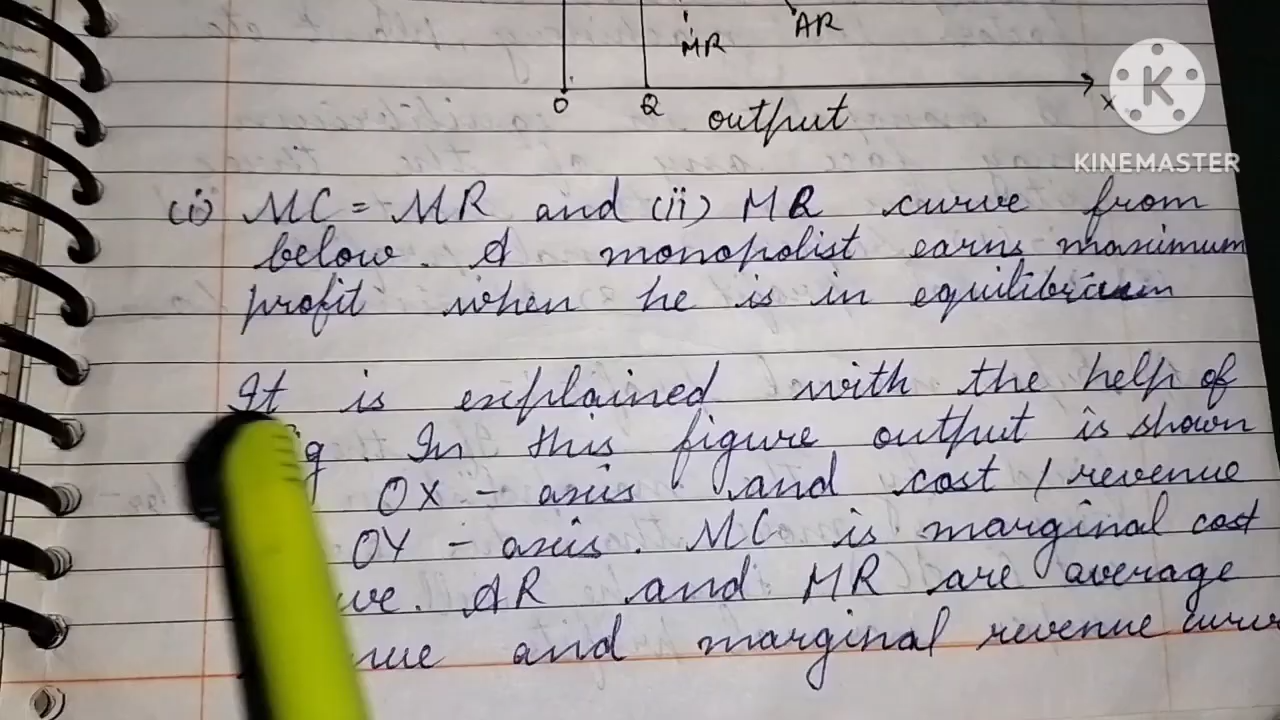 MR
AR
O
Q
output
x
K
KINEMASTER
(i) MC = MR and (ii) MR curve from
below. A monopolist earns maximum
profit when he is in equilibrium
It is explained with the help of
fig. In this figure output is shown
OX - axis and cost / revenue
OY - axis. MC is marginal cost
AR and MR are average
and marginal revenue curve